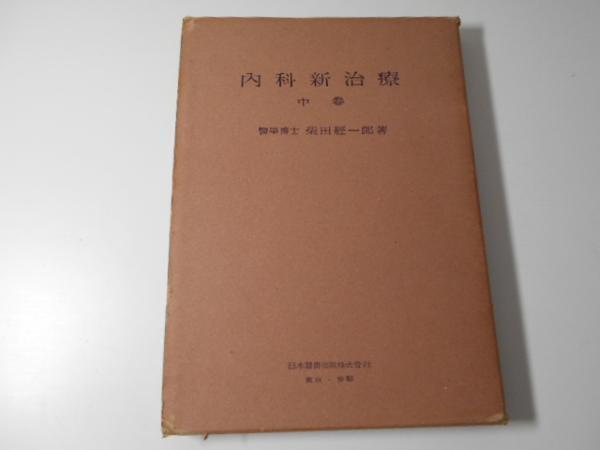 內科新治療
中卷
醫學博士 柴田經一郎著
日本醫書出版株式會社
東京・京都